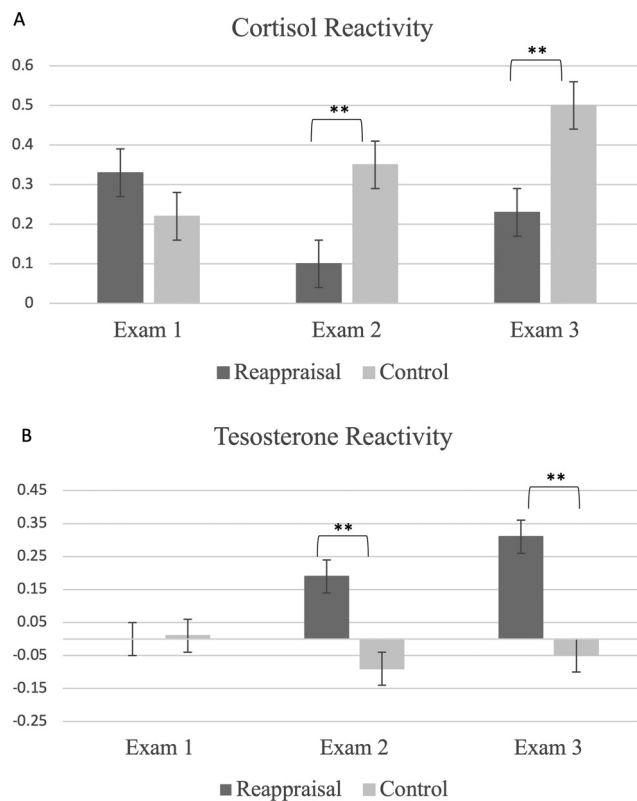 A
Cortisol Reactivity
0.6
0.5
0.4
0.3
0.2
0.1
0
**
**
Exam 1 Exam 2 Exam 3
Reappraisal Control
B
Tesosterone Reactivity
0.45
0.35
0.25
0.15
0.05
-0.05
-0.15
-0.25
**
**
Exam 1 Exam 2 Exam 3
Reappraisal Control